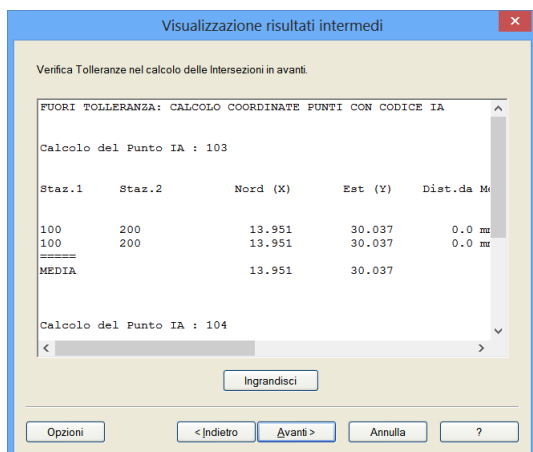 Visualizzazione risultati intermedi
Verifica Tolleranze nel calcolo delle Intersezioni in avanti.
FUORI TOLLERANZA: CALCOLO COORDINATE PUNTI CON CODICE IA
Calcolo del Punto IA : 103
Staz.1 Staz.2 Nord (X) Est (Y) Dist.da Me
100 200 13.951 30.037 0.0 mm
100 200 13.951 30.037 0.0 mm
=====
MEDIA 13.951 30.037
Calcolo del Punto IA : 104
Ingrandisci
Opzioni < Indietro Avanti > Annulla ?